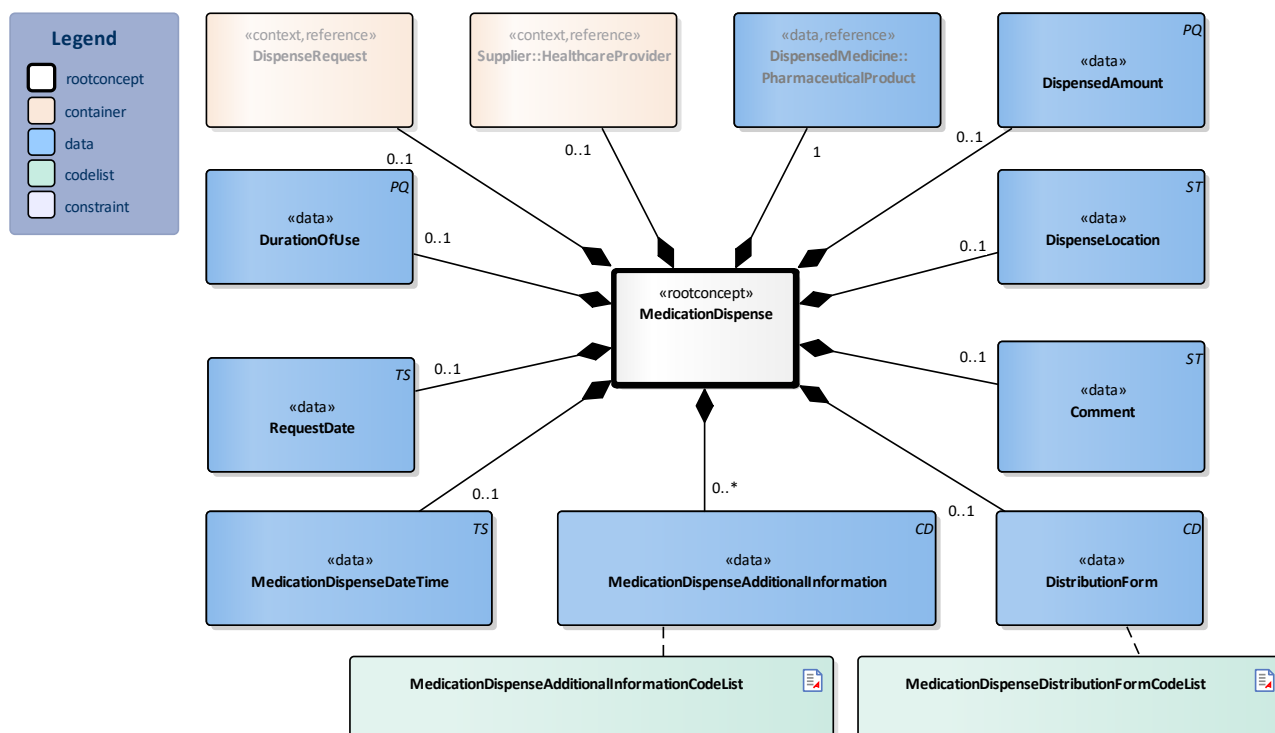 Legend
rootconcept
container
data
codelist
constraint
«context,reference»
DispenseRequest
«context,reference»
Supplier::HealthcareProvider
«data,reference»
DispensedMedicine::
PharmaceuticalProduct
PQ
«data»
DispensedAmount
0..1
0..1
1
0..1
PQ
«data»
DurationOfUse
0..1
ST
«data»
DispenseLocation
0..1
«rootconcept»
MedicationDispense
TS
«data»
RequestDate
0..1
ST
«data»
Comment
0..1
0..1
0..*
0..1
TS
«data»
MedicationDispenseDateTime
CD
«data»
MedicationDispenseAdditionalInformation
CD
«data»
DistributionForm
MedicationDispenseAdditionalInformationCodeList
MedicationDispenseDistributionFormCodeList